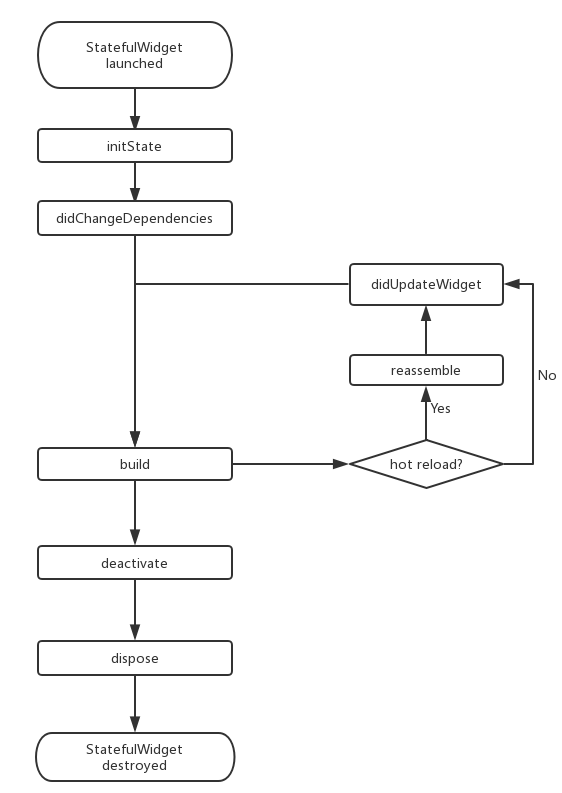 StatefulWidget
launched
initState
didChangeDependencies
didUpdateWidget
reassemble
No
Yes
build
hot reload?
deactivate
dispose
StatefulWidget
destroyed